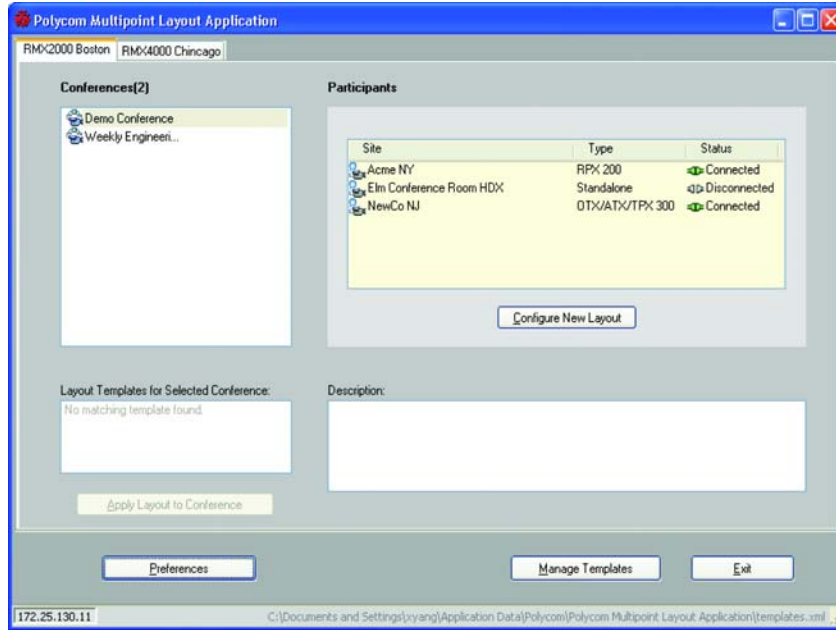 Polycom Multipoint Layout Application
RMX2000 Boston RMX4000 Chincago
Conferences(2)
Demo Conference
Weekly Engineeri...
Participants
Site Type Status
Acme NY RPX 200 Connected
Elm Conference Room HDX Standalone Disconnected
NewCo NJ OTX/ATX/TPX 300 Connected
Configure New Layout
Layout Templates for Selected Conference:
No matching template found.
Description:
Apply Layout to Conference
Preferences Manage Templates Exit
172.25.130.11 C:\Documents and Settings\xyang\Application Data\Polycom\Polycom Multipoint Layout Application\templates.xml